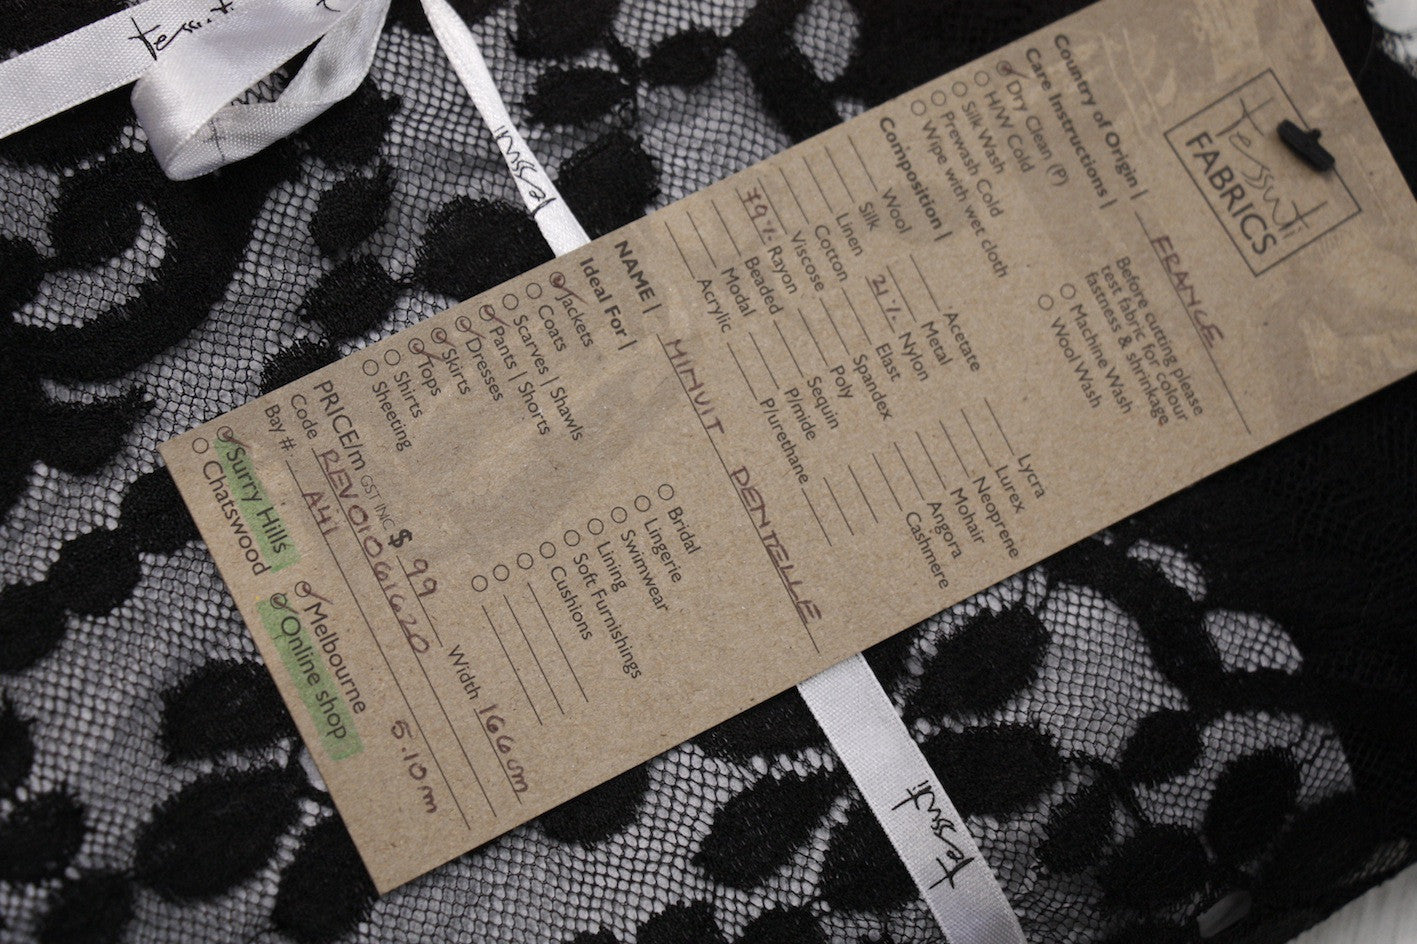 tessuti
FABRICS
Country of Origin | FRANCE
Care Instructions |
Dry Clean (P)
H/W Cold
Silk Wash
Prewash Cold
Wipe with wet cloth
Before cutting please
test fabric for colour
fastness & shrinkage
Machine Wash
Wool Wash
Composition |
Wool
Silk
Linen
Cotton
Viscose
79% Rayon
Beaded
Modal
Acrylic
Acetate
Metal
21% Nylon
Elast
Spandex
Poly
Sequin
P/mide
P/urethane
Lycra
Lurex
Neoprene
Mohair
Angora
Cashmere
NAME | MINUIT DENTELLE
Ideal For |
Jackets
Coats
Scarves | Shawls
Pants | Shorts
Dresses
Skirts
Tops
Shirts
Sheeting
Bridal
Lingerie
Swimwear
Lining
Soft Furnishings
Cushions
PRICE/m GST INC $ 99 Width 166cm
Code REV01061620
Bay #. A41 5.10 m
Surry Hills
Chatswood
Melbourne
Online shop
tessuti
tessuti
tessuti